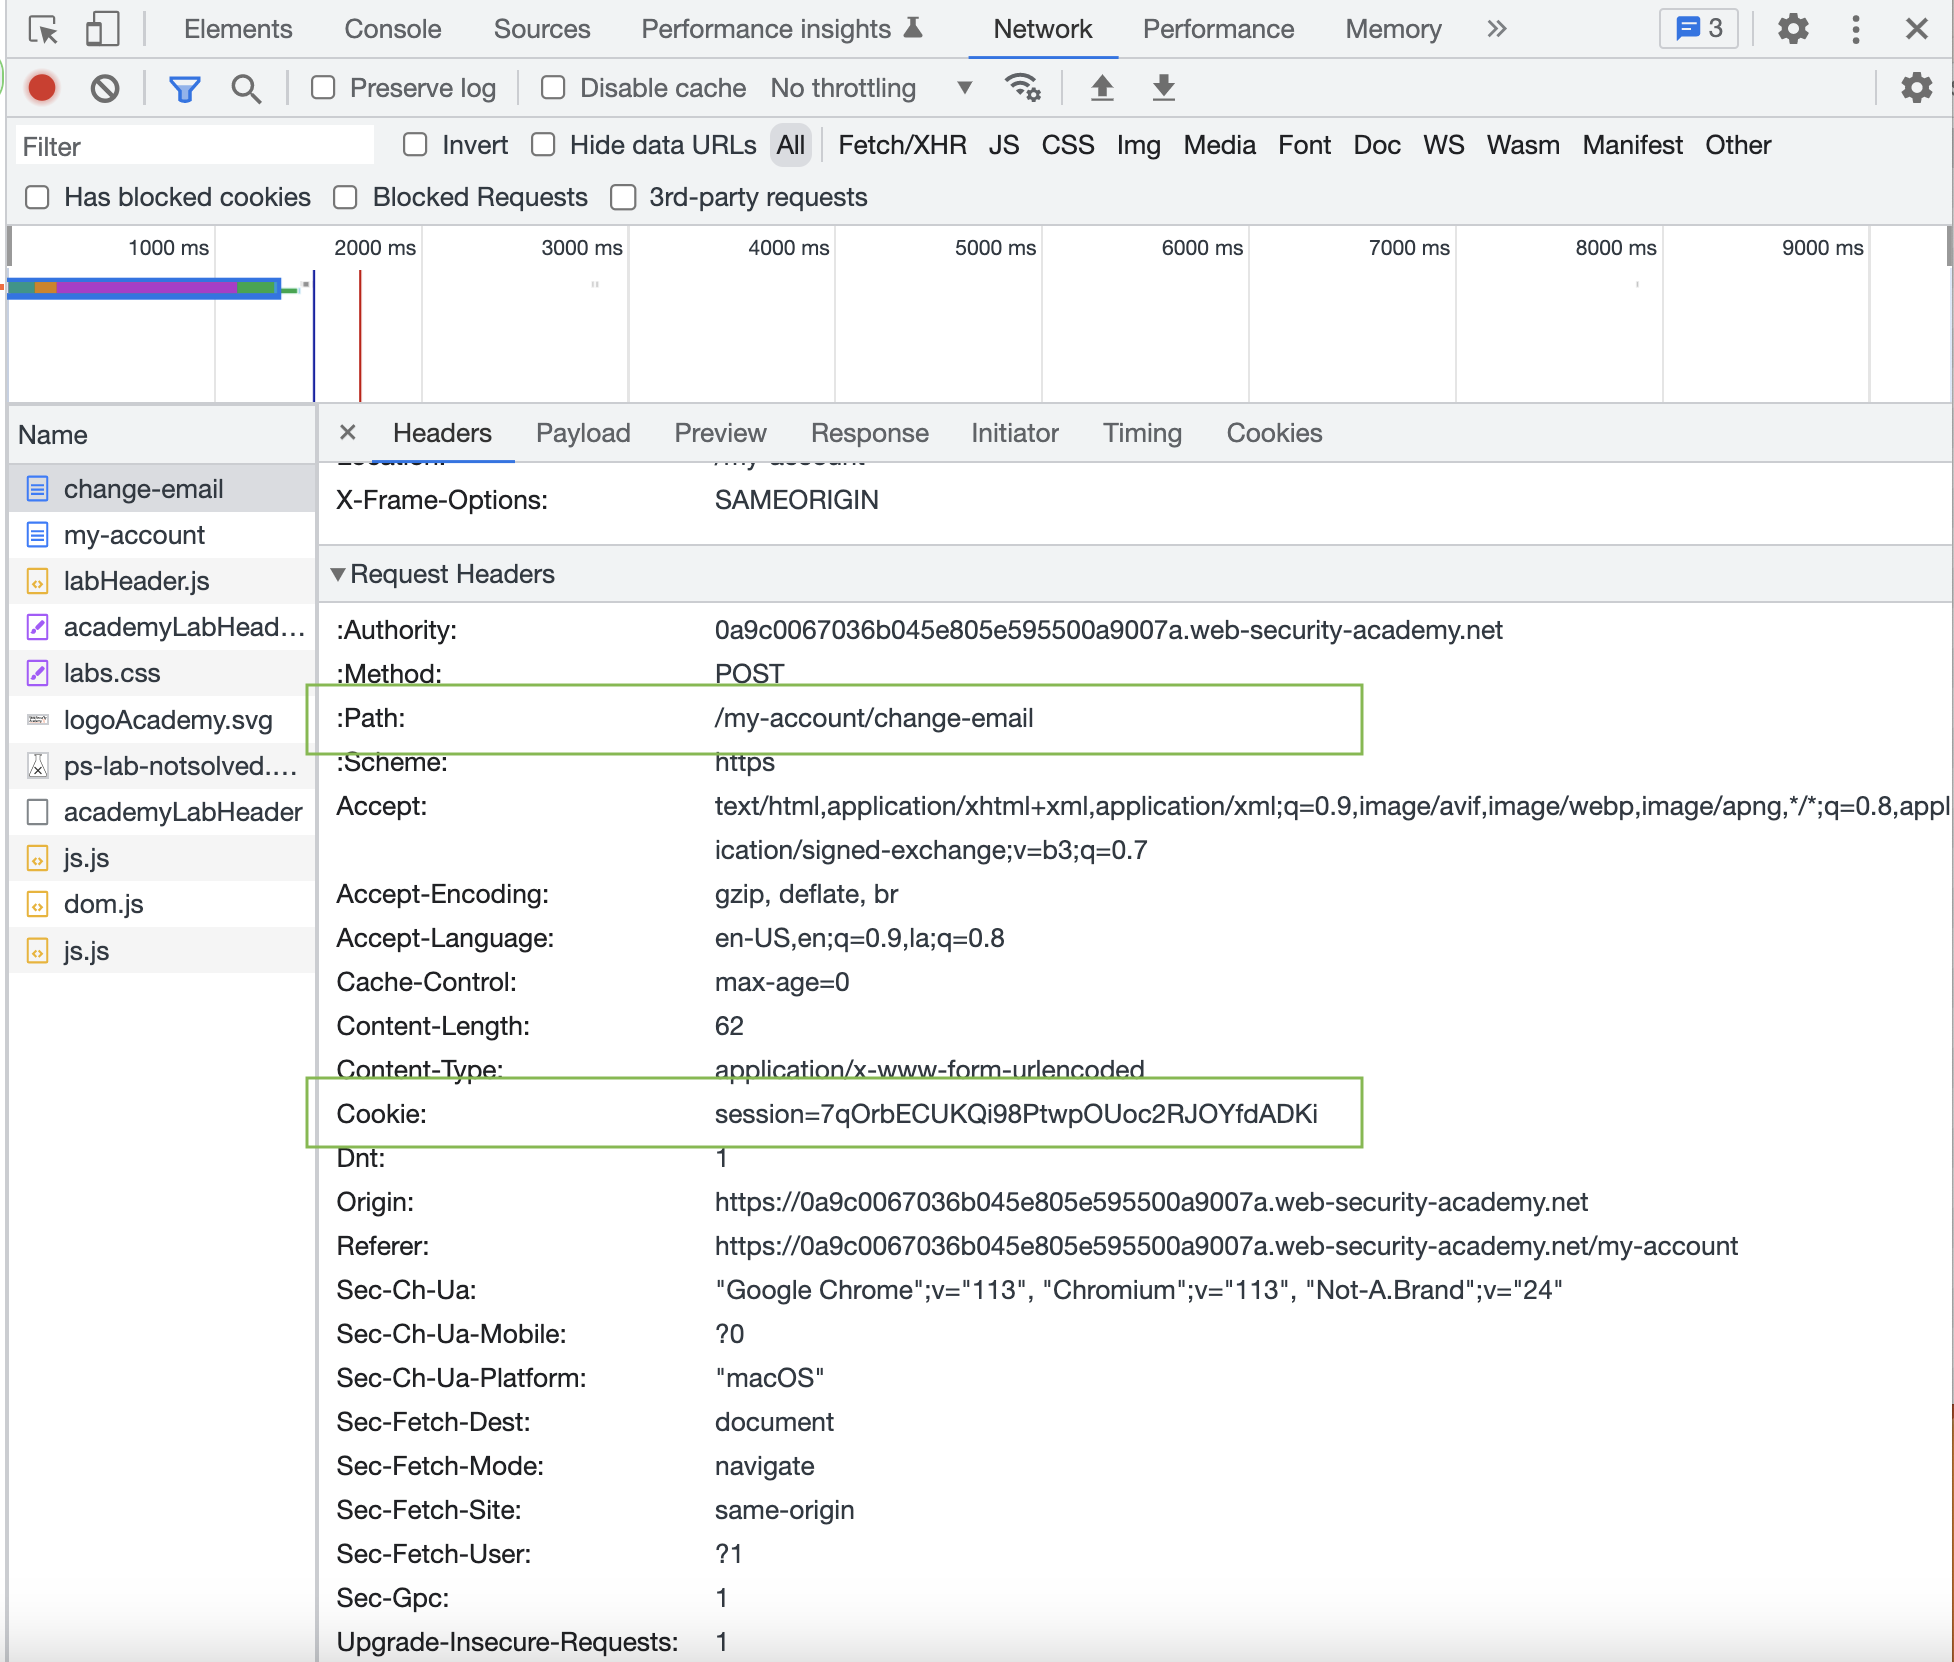 Elements Console Sources Performance insights Network Performance Memory 3
Preserve log Disable cache No throttling
Filter Invert Hide data URLs All Fetch/XHR JS CSS Img Media Font Doc WS Wasm Manifest Other
Has blocked cookies Blocked Requests 3rd-party requests
1000 ms 2000 ms 3000 ms 4000 ms 5000 ms 6000 ms 7000 ms 8000 ms 9000 ms
Name
change-email
my-account
labHeader.js
academyLabHead...
labs.css
logoAcademy.svg
ps-lab-notsolved....
academyLabHeader
js.js
dom.js
js.js
Headers Payload Preview Response Initiator Timing Cookies
Location: /my-account
X-Frame-Options: SAMEORIGIN
Request Headers
:Authority: 0a9c0067036b045e805e595500a9007a.web-security-academy.net
:Method: POST
:Path: /my-account/change-email
:Scheme: https
Accept: text/html,application/xhtml+xml,application/xml;q=0.9,image/avif,image/webp,image/apng,*/*;q=0.8,appl
ication/signed-exchange;v=b3;q=0.7
Accept-Encoding: gzip, deflate, br
Accept-Language: en-US,en;q=0.9,la;q=0.8
Cache-Control: max-age=0
Content-Length: 62
Content-Type: application/x-www-form-urlencoded
Cookie: session=7qOrbECUKQi98PtwpOUoc2RJOYfdADKi
Dnt: 1
Origin: https://0a9c0067036b045e805e595500a9007a.web-security-academy.net
Referer: https://0a9c0067036b045e805e595500a9007a.web-security-academy.net/my-account
Sec-Ch-Ua: "Google Chrome";v="113", "Chromium";v="113", "Not-A.Brand";v="24"
Sec-Ch-Ua-Mobile: ?0
Sec-Ch-Ua-Platform: "macOS"
Sec-Fetch-Dest: document
Sec-Fetch-Mode: navigate
Sec-Fetch-Site: same-origin
Sec-Fetch-User: ?1
Sec-Gpc: 1
Upgrade-Insecure-Requests: 1